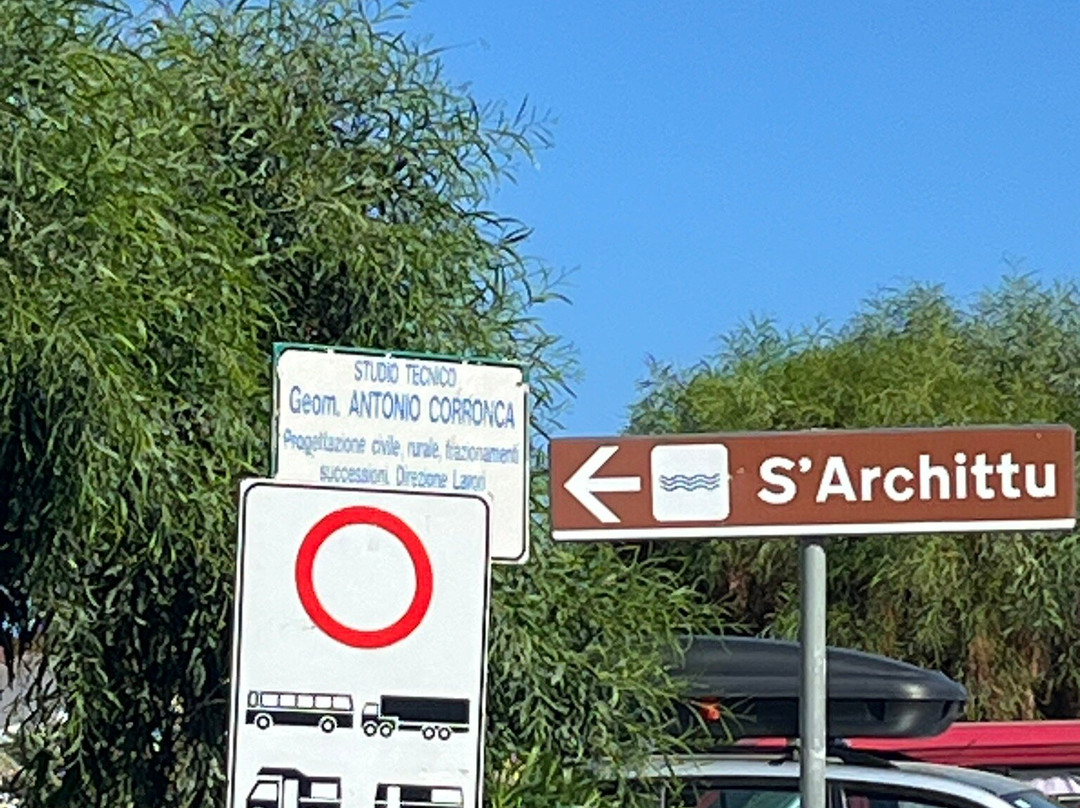 STUDIO TECNICO
Geom. ANTONIO CORRONCA
Progettazione civile, rurale, frazionamenti
successioni, Direzione Lavori
S'Archittu